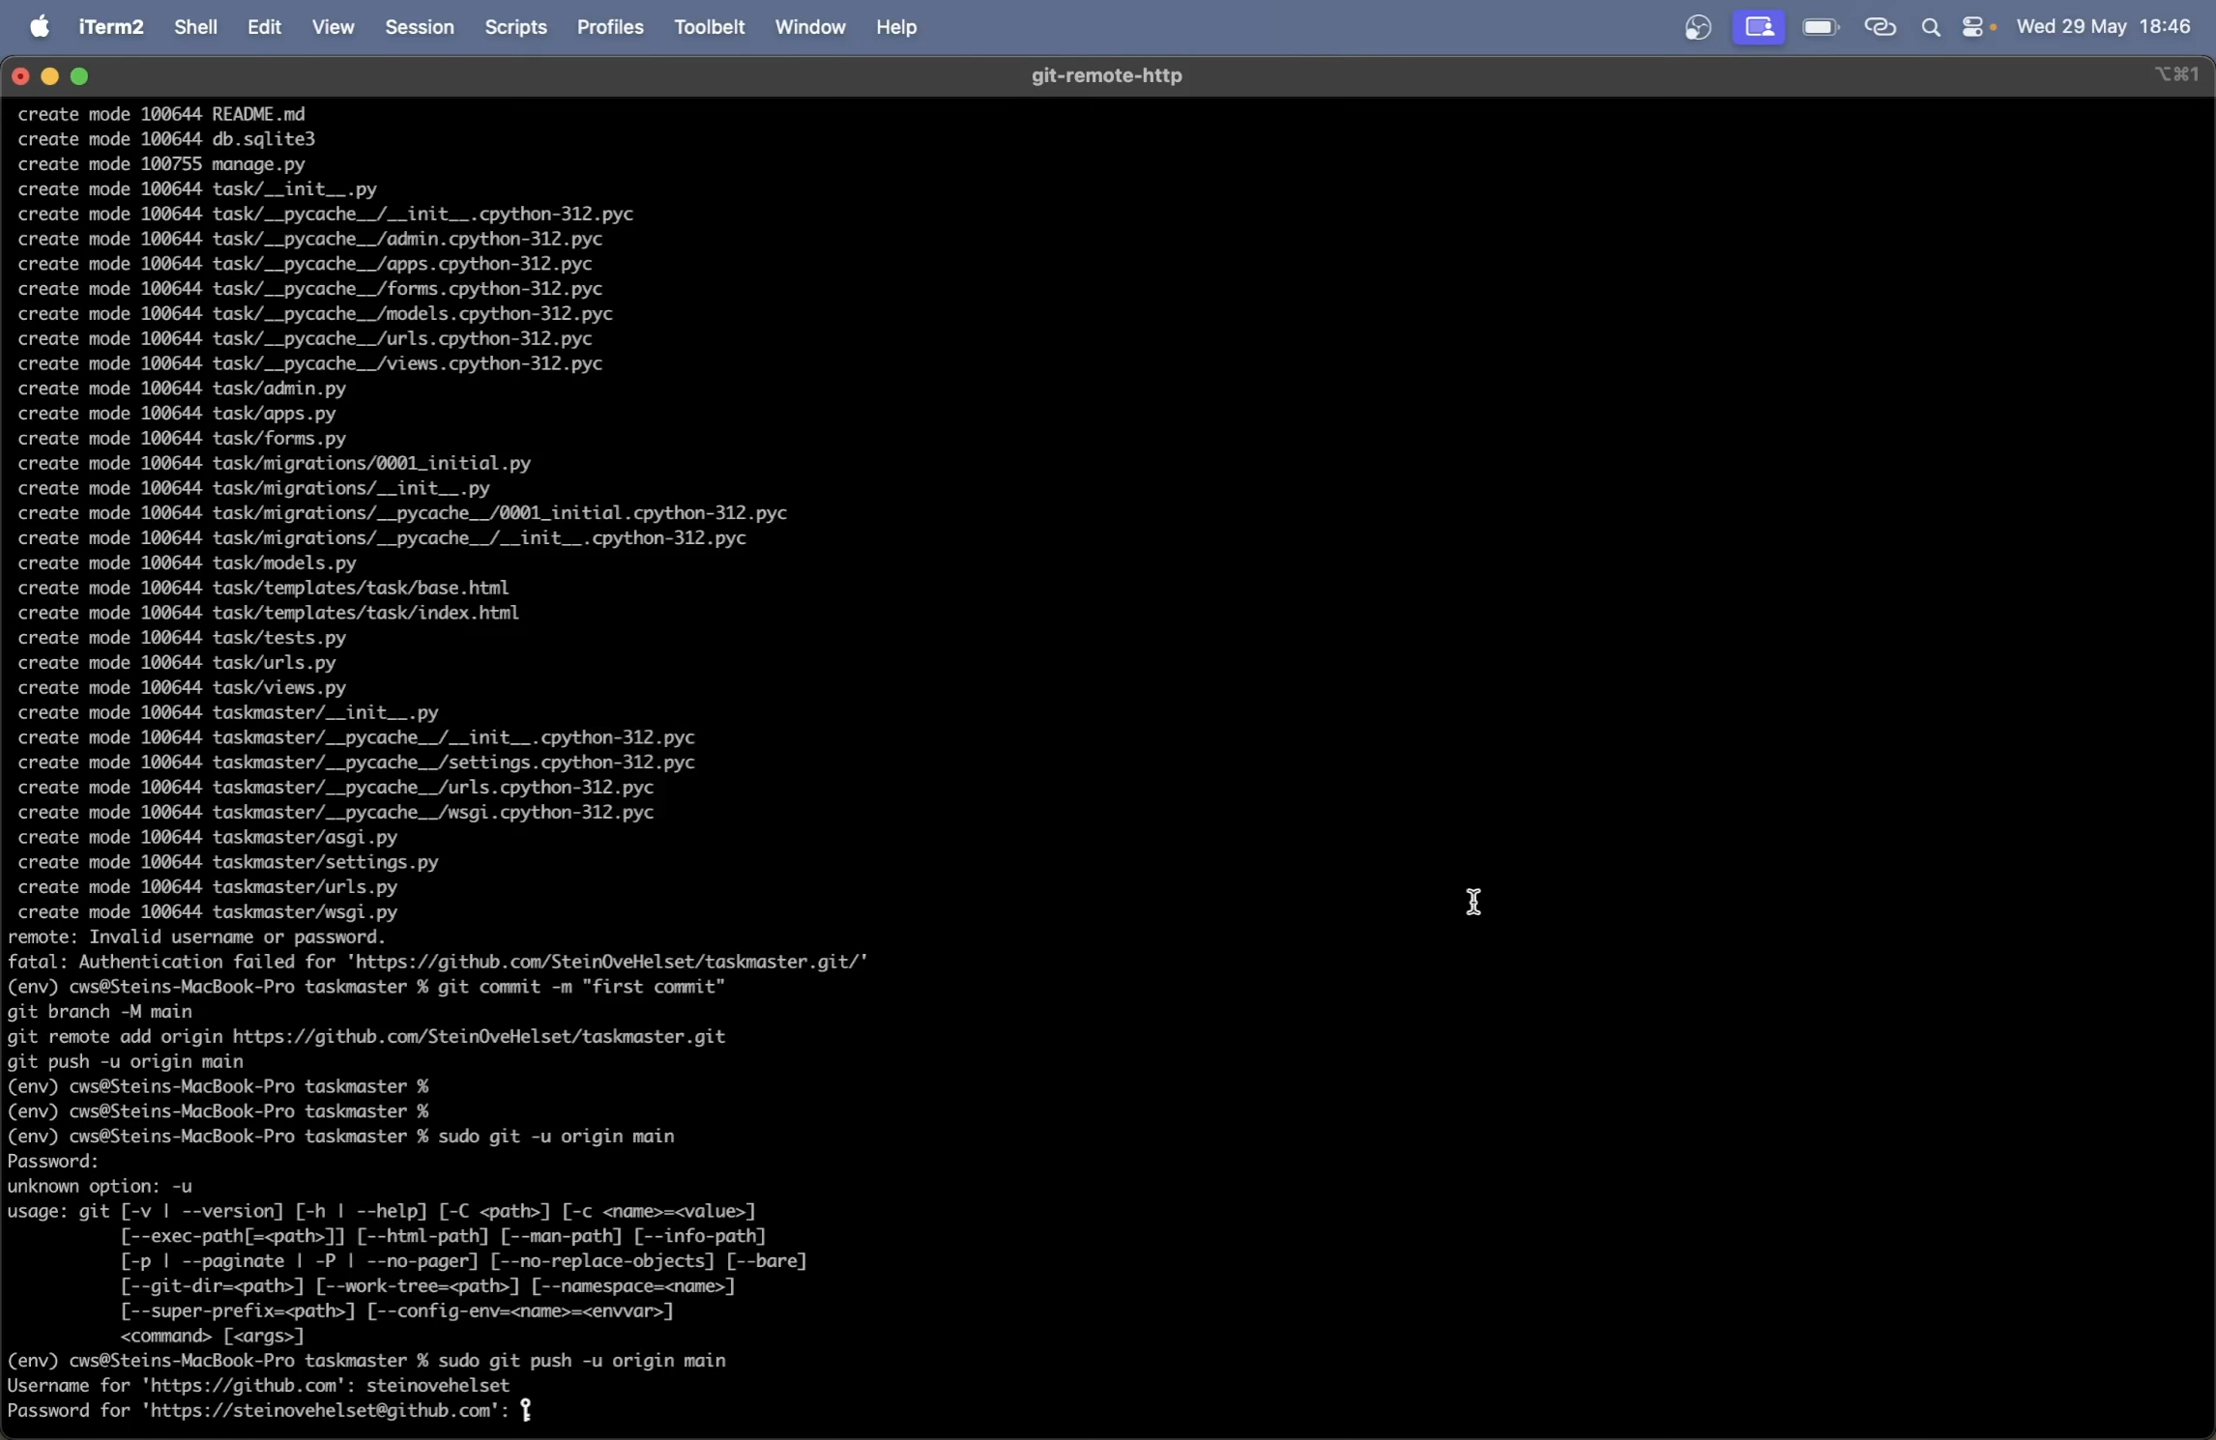 iTerm2 Shell Edit View Session Scripts Profiles Toolbelt Window Help Wed 29 May 18:46
git-remote-http ⌥⌘1
create mode 100644 README.md
create mode 100644 db.sqlite3
create mode 100755 manage.py
create mode 100644 task/__init__.py
create mode 100644 task/__pycache__/__init__.cpython-312.pyc
create mode 100644 task/__pycache__/admin.cpython-312.pyc
create mode 100644 task/__pycache__/apps.cpython-312.pyc
create mode 100644 task/__pycache__/forms.cpython-312.pyc
create mode 100644 task/__pycache__/models.cpython-312.pyc
create mode 100644 task/__pycache__/urls.cpython-312.pyc
create mode 100644 task/__pycache__/views.cpython-312.pyc
create mode 100644 task/admin.py
create mode 100644 task/apps.py
create mode 100644 task/forms.py
create mode 100644 task/migrations/0001_initial.py
create mode 100644 task/migrations/__init__.py
create mode 100644 task/migrations/__pycache__/0001_initial.cpython-312.pyc
create mode 100644 task/migrations/__pycache__/__init__.cpython-312.pyc
create mode 100644 task/models.py
create mode 100644 task/templates/task/base.html
create mode 100644 task/templates/task/index.html
create mode 100644 task/tests.py
create mode 100644 task/urls.py
create mode 100644 task/views.py
create mode 100644 taskmaster/__init__.py
create mode 100644 taskmaster/__pycache__/__init__.cpython-312.pyc
create mode 100644 taskmaster/__pycache__/settings.cpython-312.pyc
create mode 100644 taskmaster/__pycache__/urls.cpython-312.pyc
create mode 100644 taskmaster/__pycache__/wsgi.cpython-312.pyc
create mode 100644 taskmaster/asgi.py
create mode 100644 taskmaster/settings.py
create mode 100644 taskmaster/urls.py
create mode 100644 taskmaster/wsgi.py
remote: Invalid username or password.
fatal: Authentication failed for 'https://github.com/SteinOveHelset/taskmaster.git/'
(env) cws@Steins-MacBook-Pro taskmaster % git commit -m "first commit"
git branch -M main
git remote add origin https://github.com/SteinOveHelset/taskmaster.git
git push -u origin main
(env) cws@Steins-MacBook-Pro taskmaster %
(env) cws@Steins-MacBook-Pro taskmaster %
(env) cws@Steins-MacBook-Pro taskmaster % sudo git -u origin main
Password:
unknown option: -u
usage: git [-v | --version] [-h | --help] [-C <path>] [-c <name>=<value>]
[--exec-path[=<path>]] [--html-path] [--man-path] [--info-path]
[-p | --paginate | -P | --no-pager] [--no-replace-objects] [--bare]
[--git-dir=<path>] [--work-tree=<path>] [--namespace=<name>]
[--super-prefix=<path>] [--config-env=<name>=<envvar>]
<command> [<args>]
(env) cws@Steins-MacBook-Pro taskmaster % sudo git push -u origin main
Username for 'https://github.com': steinovehelset
Password for 'https://steinovehelset@github.com':